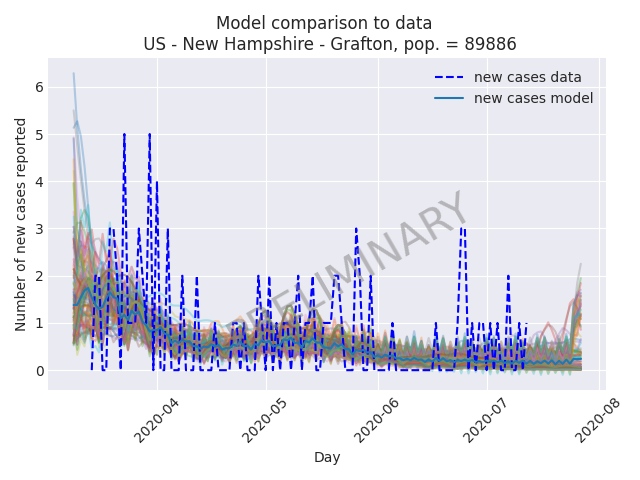 Model comparison to data
US - New Hampshire - Grafton, pop. = 89886
new cases data
new cases model
PRELIMINARY
Number of new cases reported
6
5
4
3
2
1
0
2020-04
2020-05
2020-06
2020-07
2020-08
Day